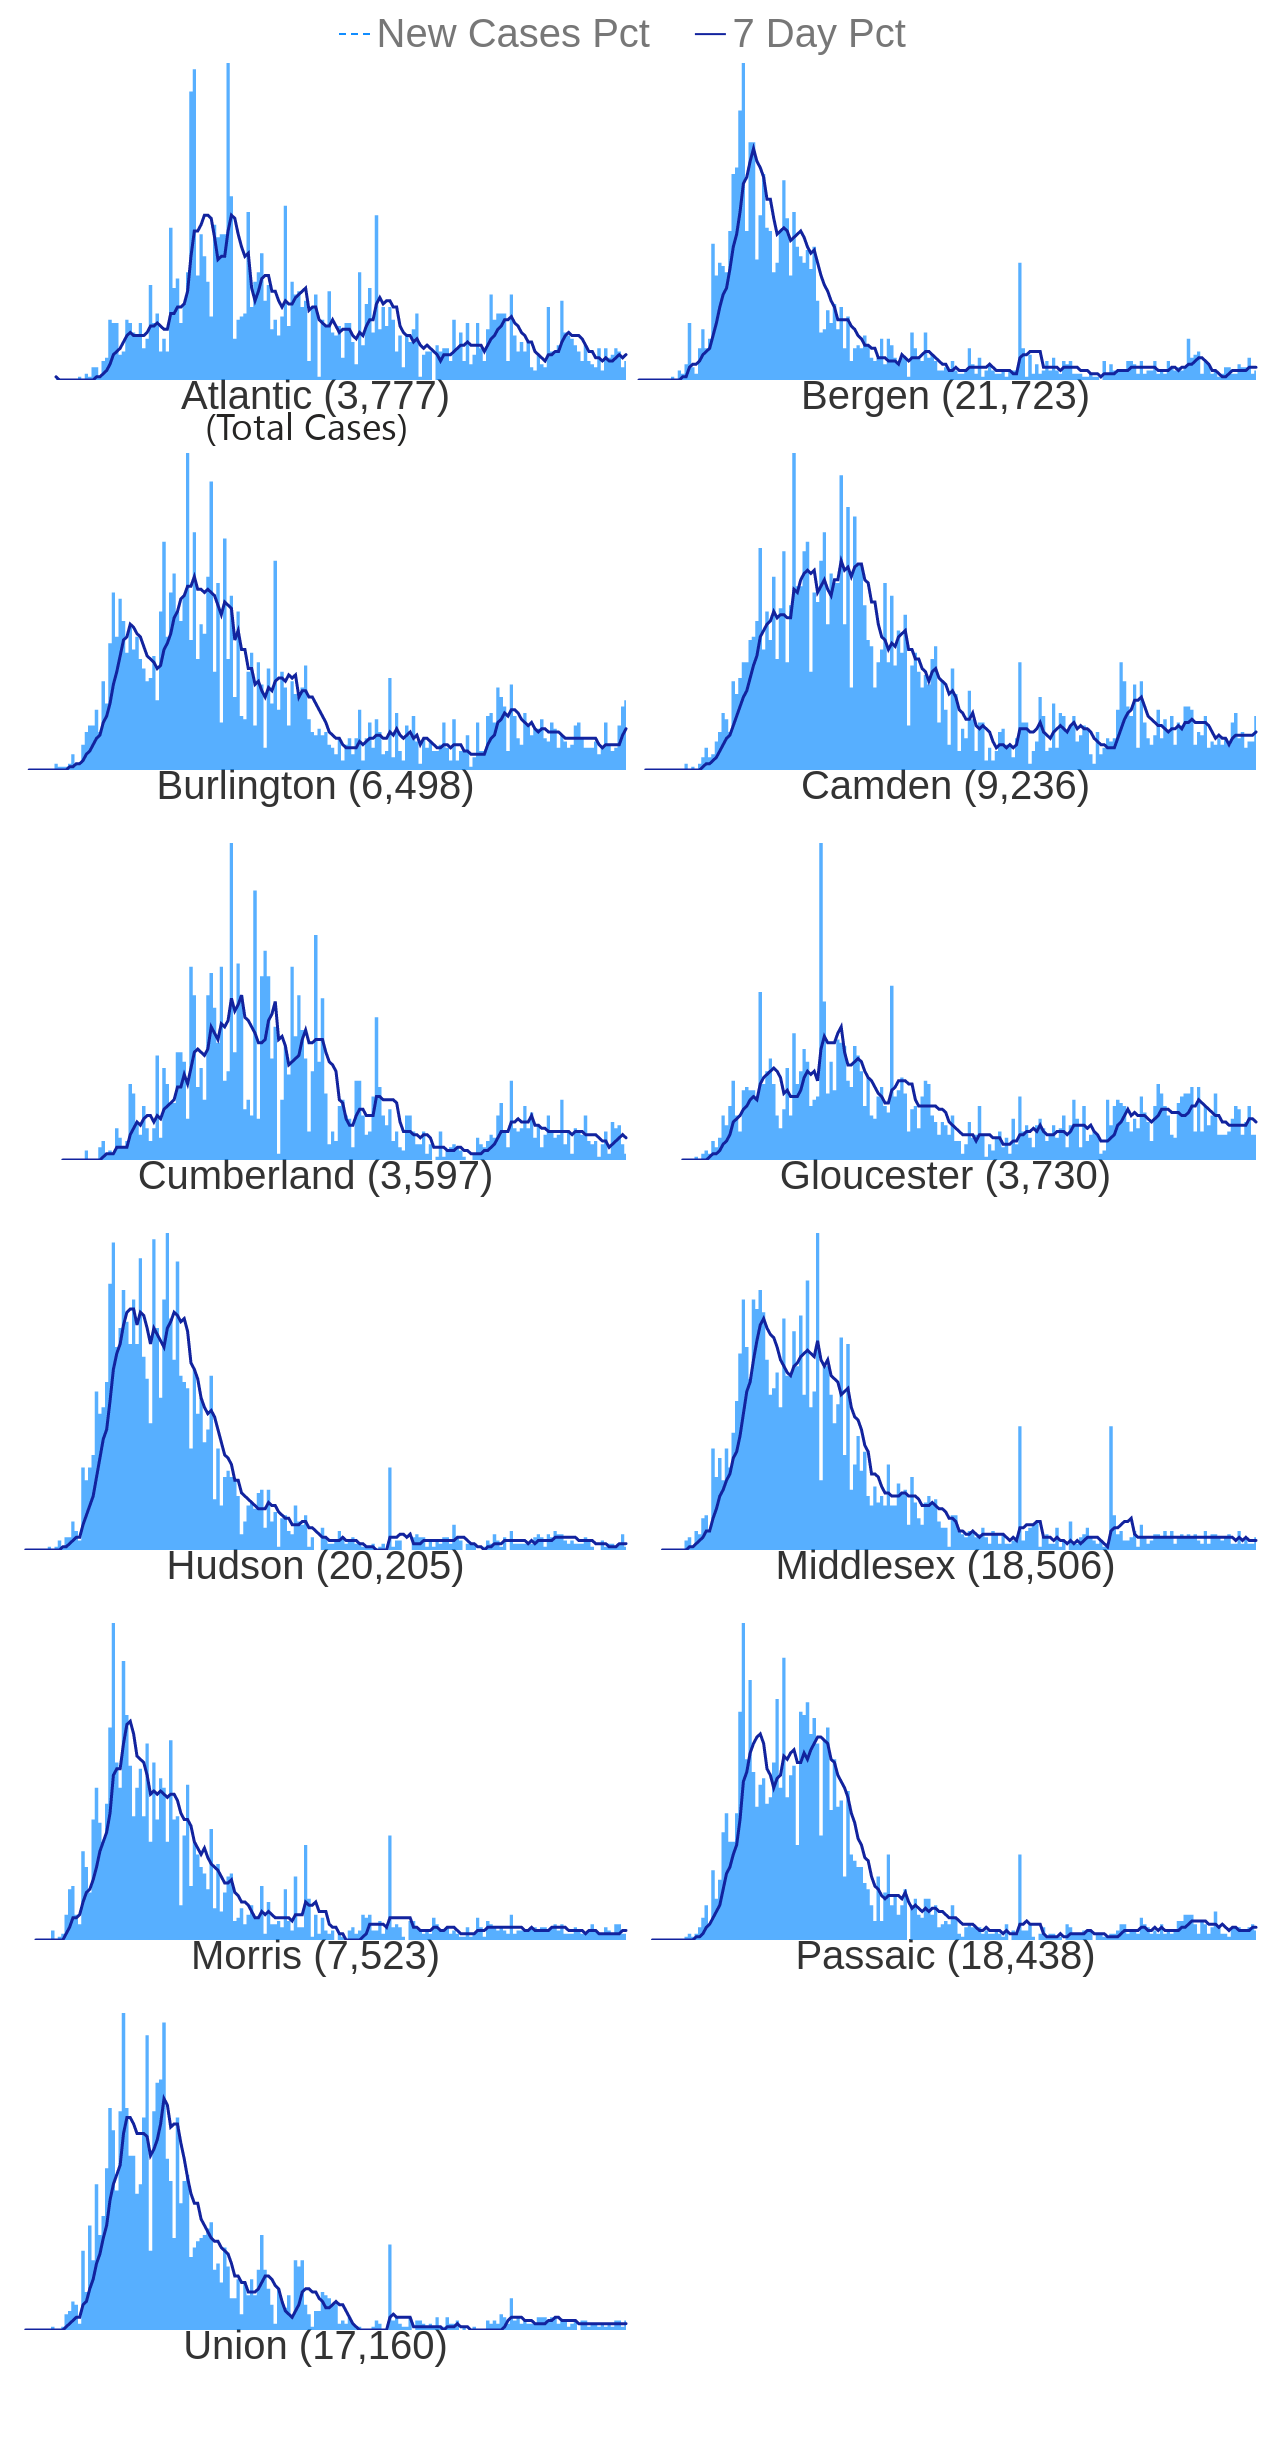 New Cases Pct 7 Day Pct
Atlantic (3,777) Bergen (21,723)
(Total Cases)
Burlington (6,498) Camden (9,236)
Cumberland (3,597) Gloucester (3,730)
Hudson (20,205) Middlesex (18,506)
Morris (7,523) Passaic (18,438)
Union (17,160)